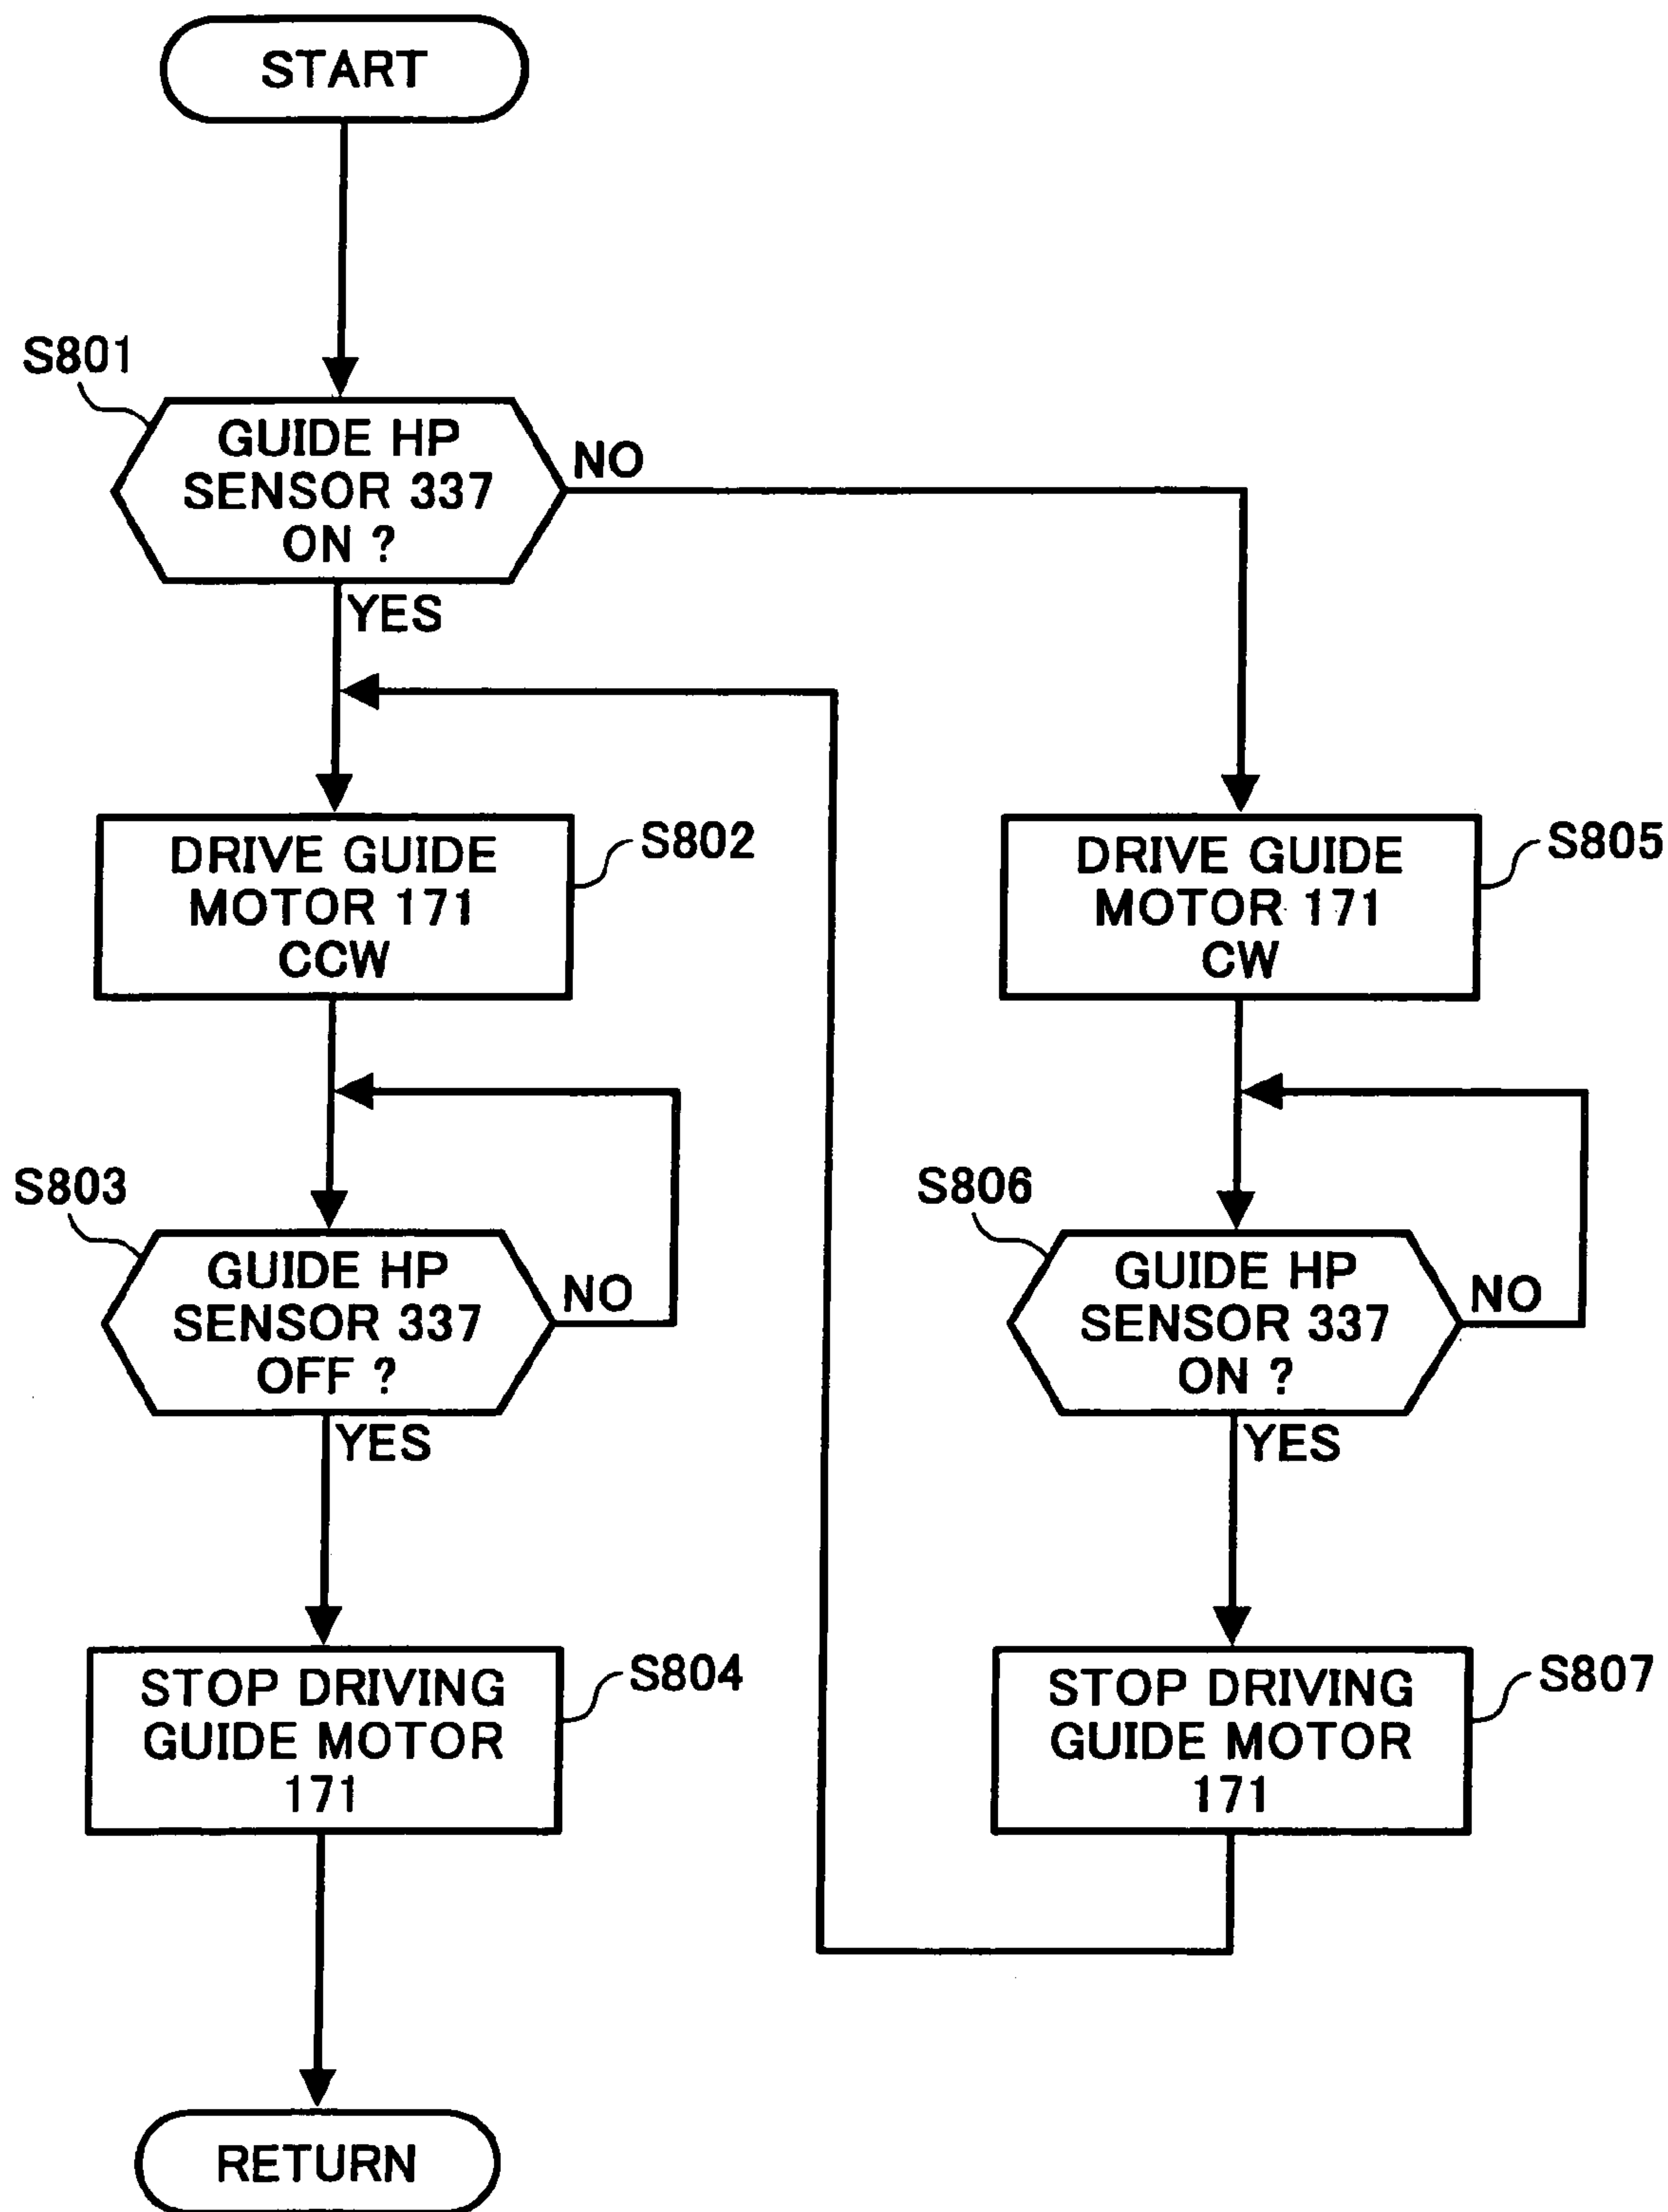 START
S801
GUIDE HP
SENSOR 337
ON ?
NO
YES
DRIVE GUIDE
MOTOR 171
CCW
S802
DRIVE GUIDE
MOTOR 171
CW
S805
S803
GUIDE HP
SENSOR 337
OFF ?
NO
YES
S806
GUIDE HP
SENSOR 337
ON ?
NO
YES
STOP DRIVING
GUIDE MOTOR
171
S804
STOP DRIVING
GUIDE MOTOR
171
S807
RETURN